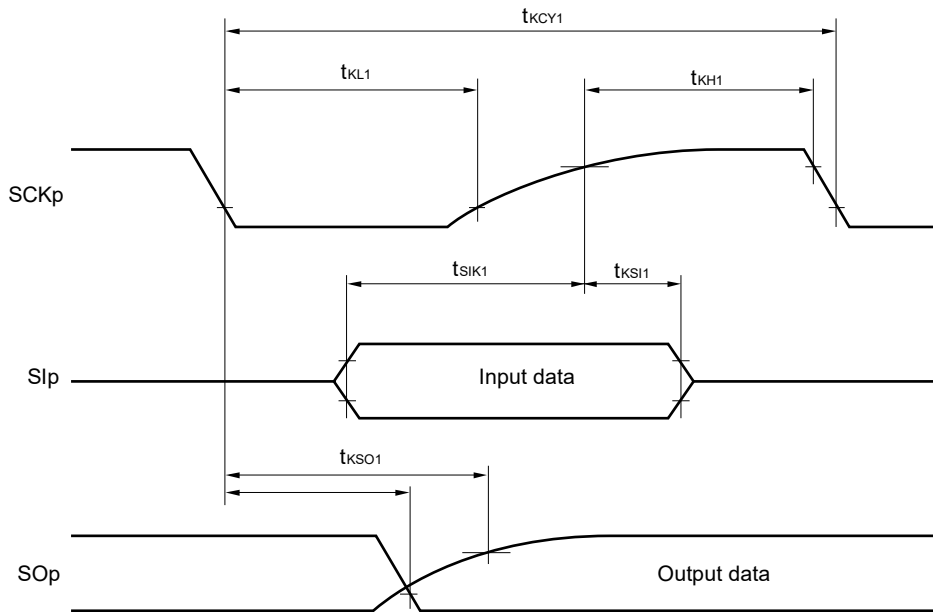 tKCY1
tKL1
tKH1
SCKp
tSIK1
tKSI1
SIp
Input data
tKSO1
SOp
Output data